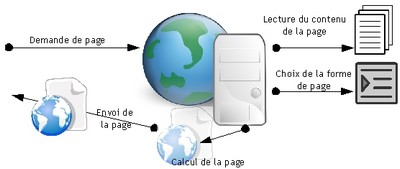 Lecture du contenu
de la page
Demande de page
Choix de la forme
de page
Envoi de
la page
Calcul de la page